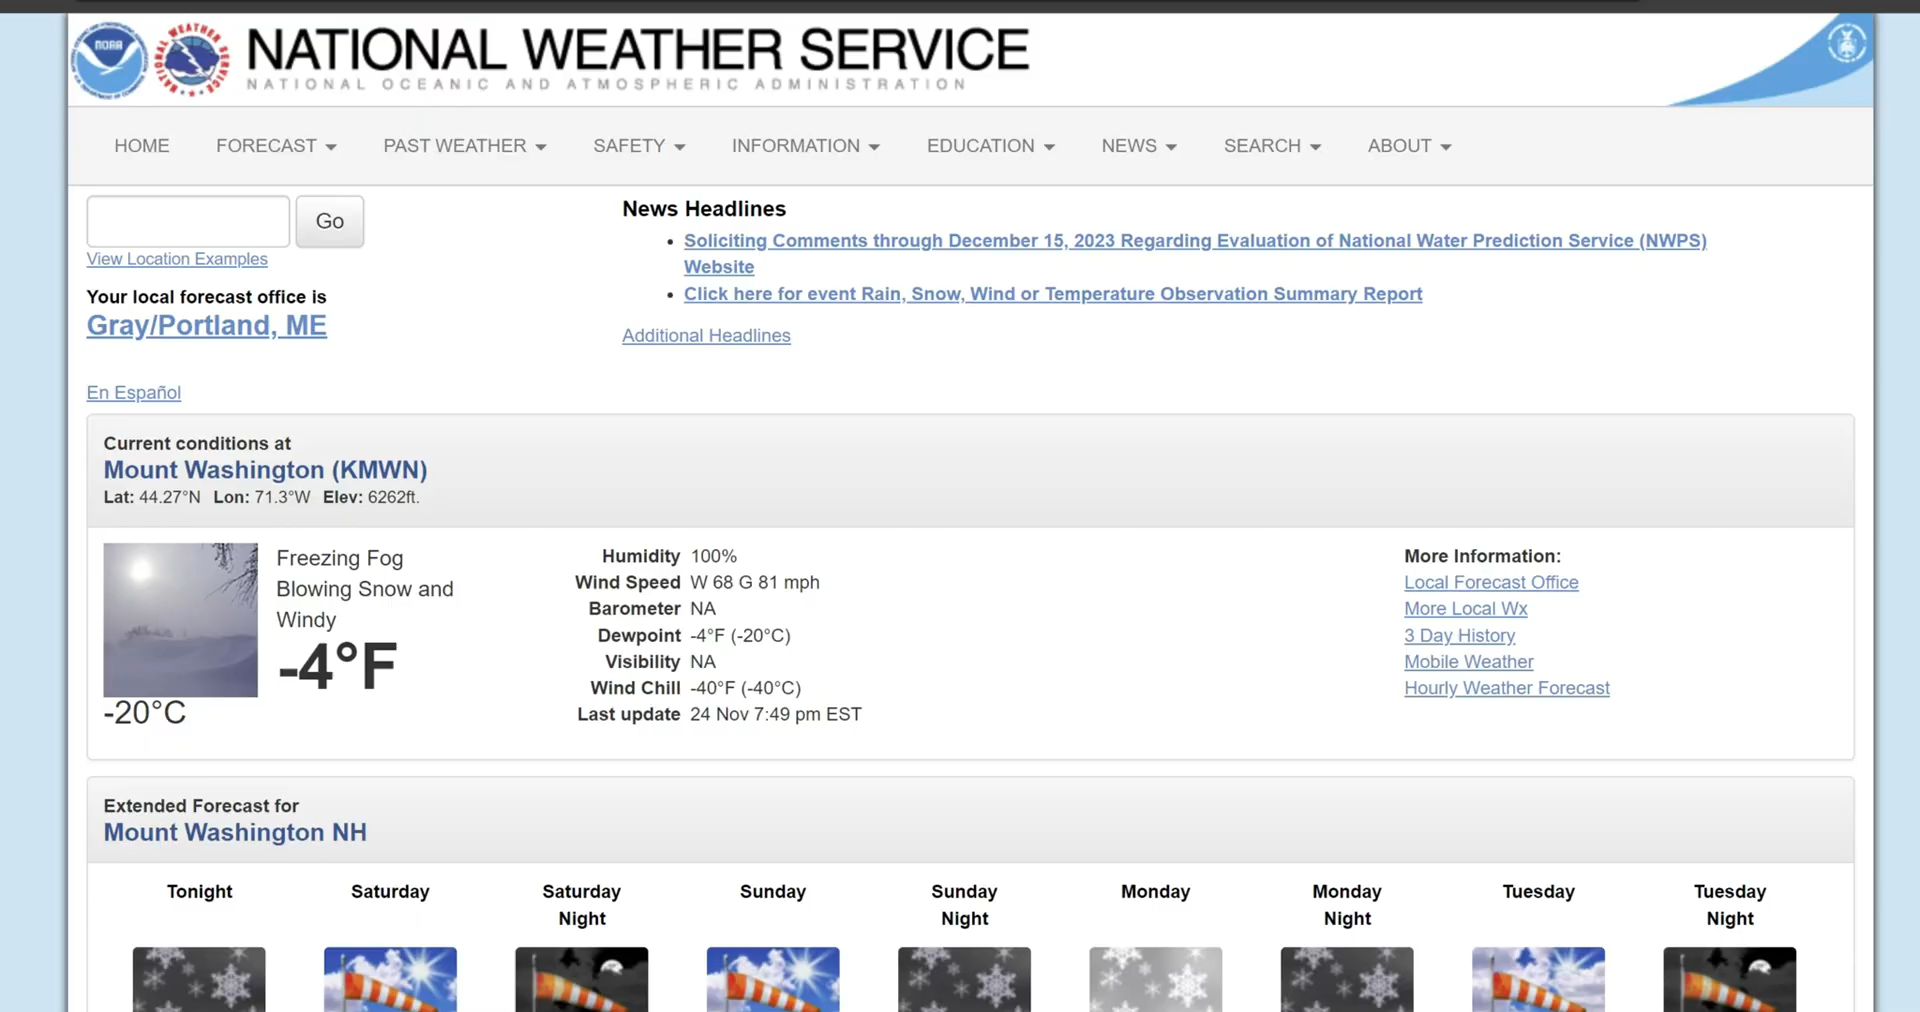 NOAA
NATIONAL WEATHER SERVICE
NATIONAL OCEANIC AND ATMOSPHERIC ADMINISTRATION
HOME FORECAST PAST WEATHER SAFETY INFORMATION EDUCATION NEWS SEARCH ABOUT
Go
View Location Examples
Your local forecast office is
Gray/Portland, ME
En Español
News Headlines
Soliciting Comments through December 15, 2023 Regarding Evaluation of National Water Prediction Service (NWPS)
Website
Click here for event Rain, Snow, Wind or Temperature Observation Summary Report
Additional Headlines
Current conditions at
Mount Washington (KMWN)
Lat: 44.27°N Lon: 71.3°W Elev: 6262ft.
Freezing Fog
Blowing Snow and
Windy
-4°F
-20°C
Humidity 100%
Wind Speed W 68 G 81 mph
Barometer NA
Dewpoint -4°F (-20°C)
Visibility NA
Wind Chill -40°F (-40°C)
Last update 24 Nov 7:49 pm EST
More Information:
Local Forecast Office
More Local Wx
3 Day History
Mobile Weather
Hourly Weather Forecast
Extended Forecast for
Mount Washington NH
Tonight
Saturday
Saturday
Night
Sunday
Sunday
Night
Monday
Monday
Night
Tuesday
Tuesday
Night